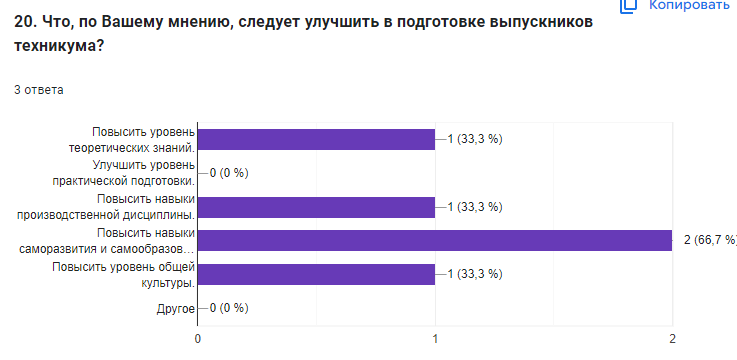 Копировать
20. Что, по Вашему мнению, следует улучшить в подготовке выпускников
техникума?
3 ответа
Повысить уровень
теоретических знаний.
1 (33,3 %)
Улучшить уровень
практической подготовки.
0 (0 %)
Повысить навыки
производственной дисциплины.
1 (33,3 %)
Повысить навыки
саморазвития и самообразов…
2 (66,7 %)
Повысить уровень общей
культуры.
1 (33,3 %)
Другое
0 (0 %)
0
1
2